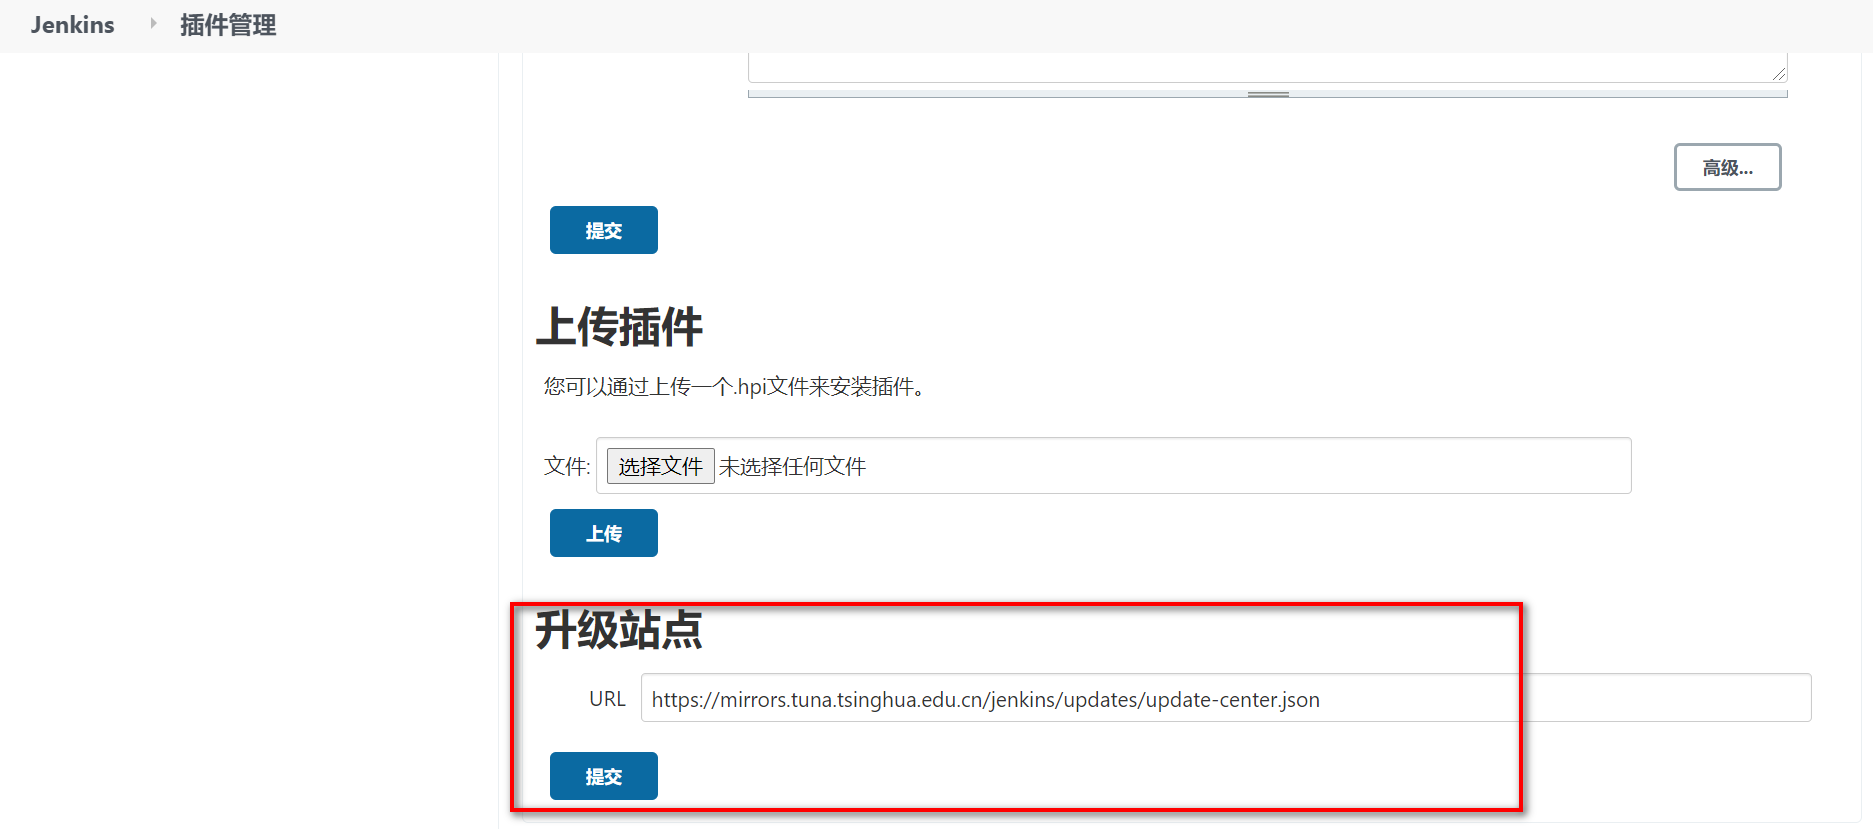 Jenkins 插件管理
高级...
提交
上传插件
您可以通过上传一个.hpi文件来安装插件。
文件: 选择文件 未选择任何文件
上传
升级站点
URL https://mirrors.tuna.tsinghua.edu.cn/jenkins/updates/update-center.json
提交